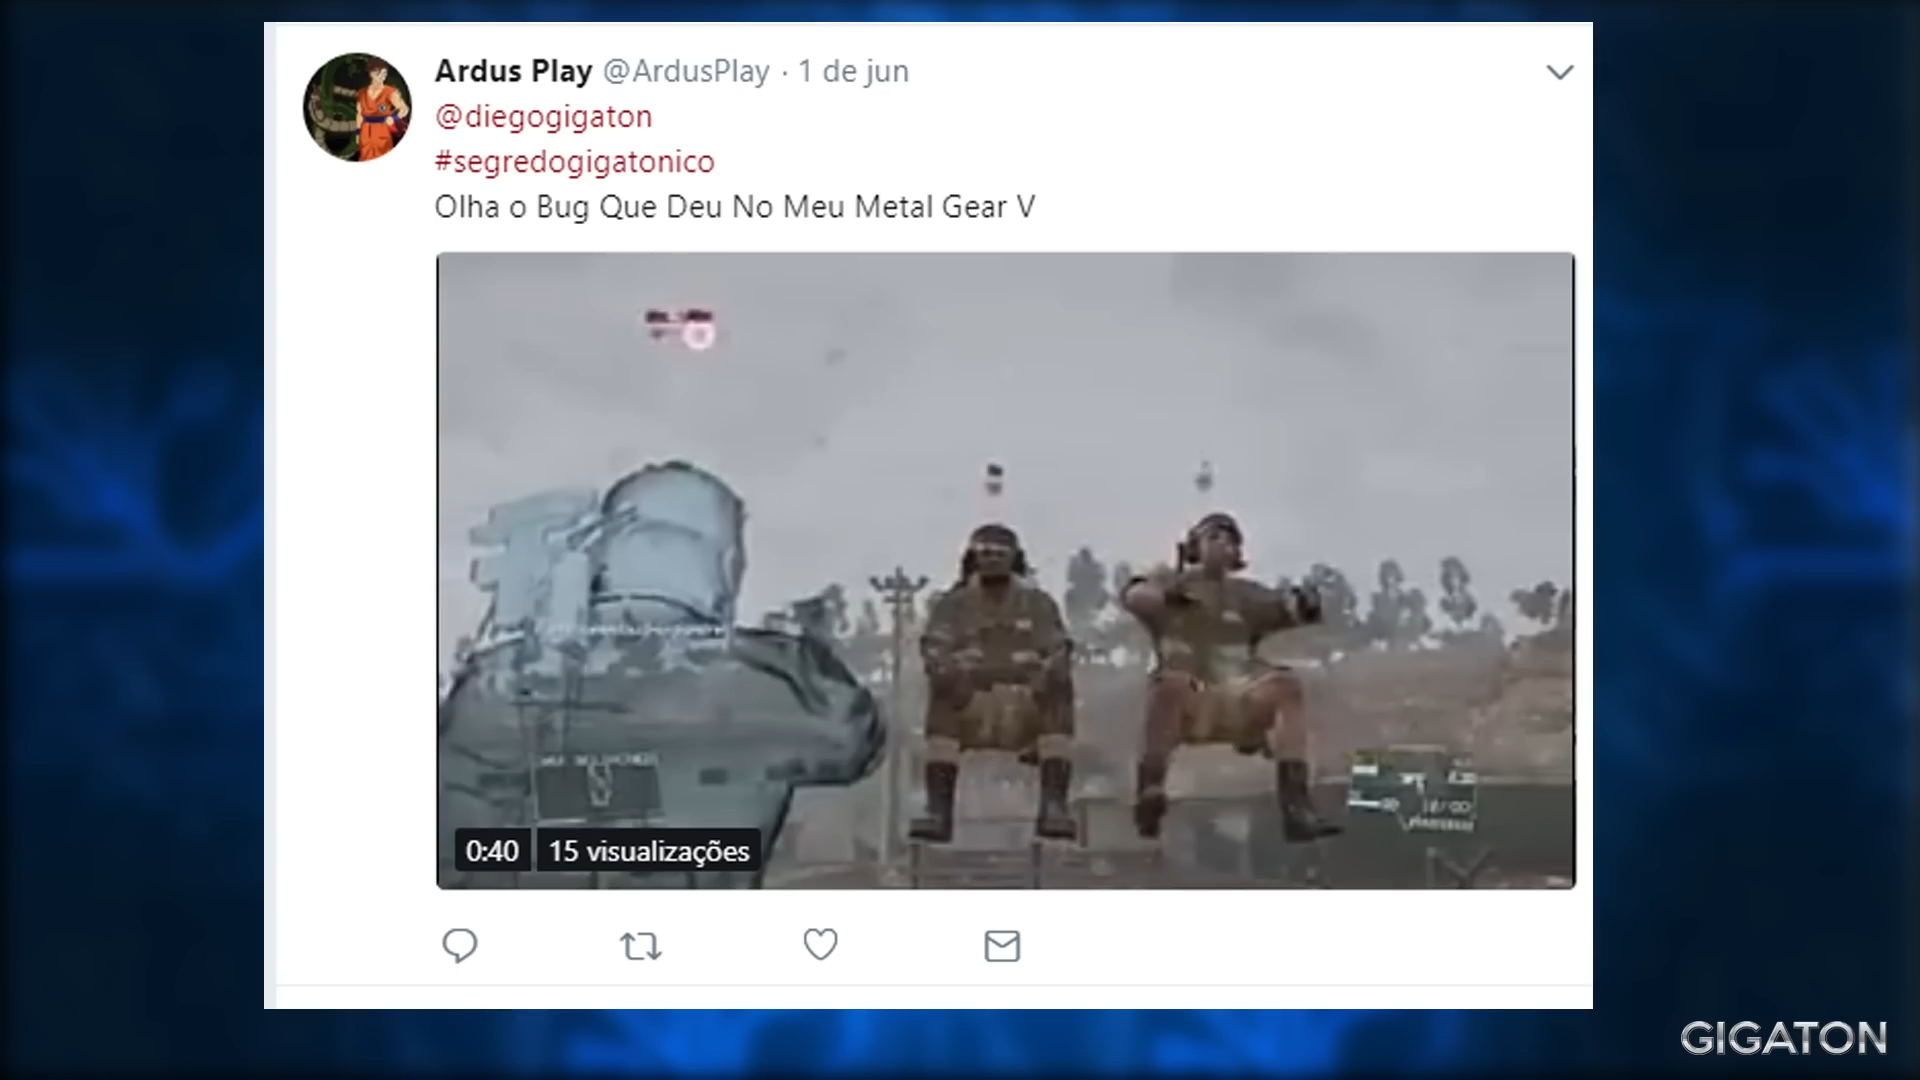 Ardus Play @ArdusPlay · 1 de jun
@diegogigaton
#segredogigatonico
Olha o Bug Que Deu No Meu Metal Gear V
0:40 15 visualizações
GIGATON